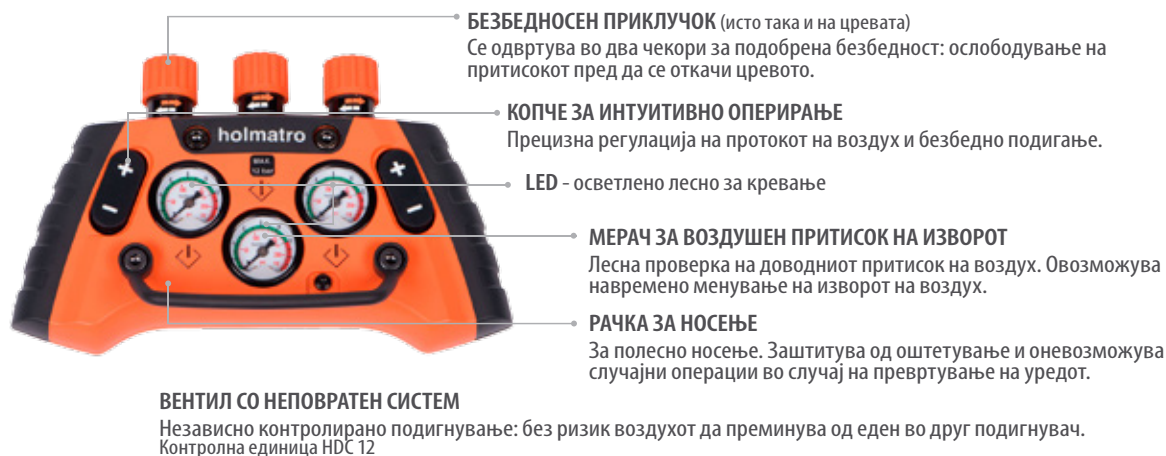 БЕЗБЕДНОСЕН ПРИКЛУЧОК (исто така и на цревата)
Се одвртува во два чекори за подобрена безбедност: ослободување на
притисокот пред да се откачи цревото.
КОПЧЕ ЗА ИНТУИТИВНО ОПЕРИРАЊЕ
Прецизна регулација на протокот на воздух и безбедно подигање.
holmatro
MAX.
12 bar
LED - осветлено лесно за кревање
МЕРАЧ ЗА ВОЗДУШЕН ПРИТИСОК НА ИЗВОРОТ
Лесна проверка на доводниот притисок на воздух. Овозможува
навремено менување на изворот на воздух.
РАЧКА ЗА НОСЕЊЕ
За полесно носење. Заштитува од оштетување и оневозможува
случајни операции во случај на превртување на уредот.
ВЕНТИЛ СО НЕПОВРАТЕН СИСТЕМ
Независно контролирано подигнување: без ризик воздухот да преминува од еден во друг подигнувач.
Контролна единица HDC 12